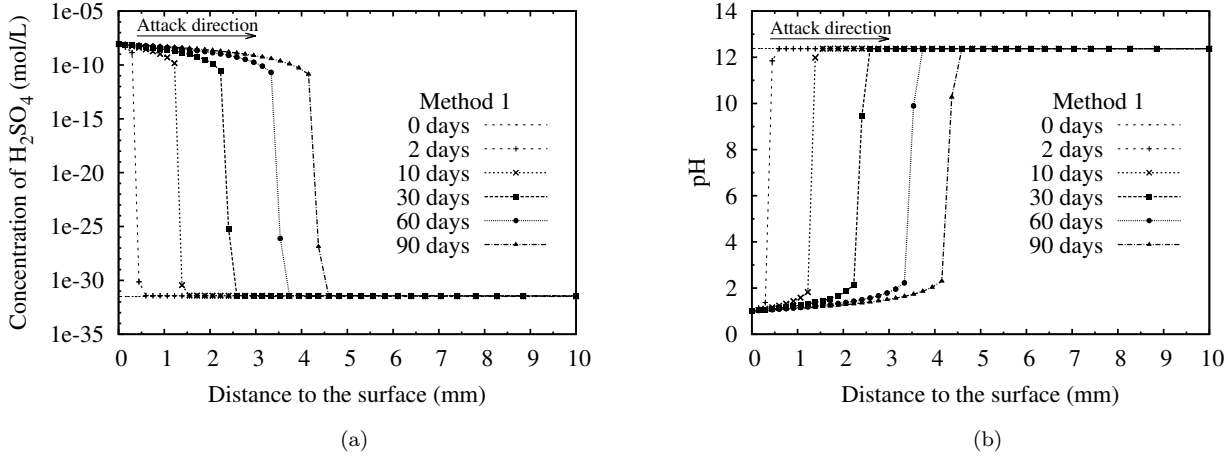 Attack direction
1e-05
1e-10
1e-15
1e-20
1e-25
1e-30
1e-35
Concentration of H₂SO₄ (mol/L)
Method 1
0 days
2 days
10 days
30 days
60 days
90 days
0 1 2 3 4 5 6 7 8 9 10
Distance to the surface (mm)
(a)
Attack direction
14
12
10
8
6
4
2
0
pH
Method 1
0 days
2 days
10 days
30 days
60 days
90 days
0 1 2 3 4 5 6 7 8 9 10
Distance to the surface (mm)
(b)